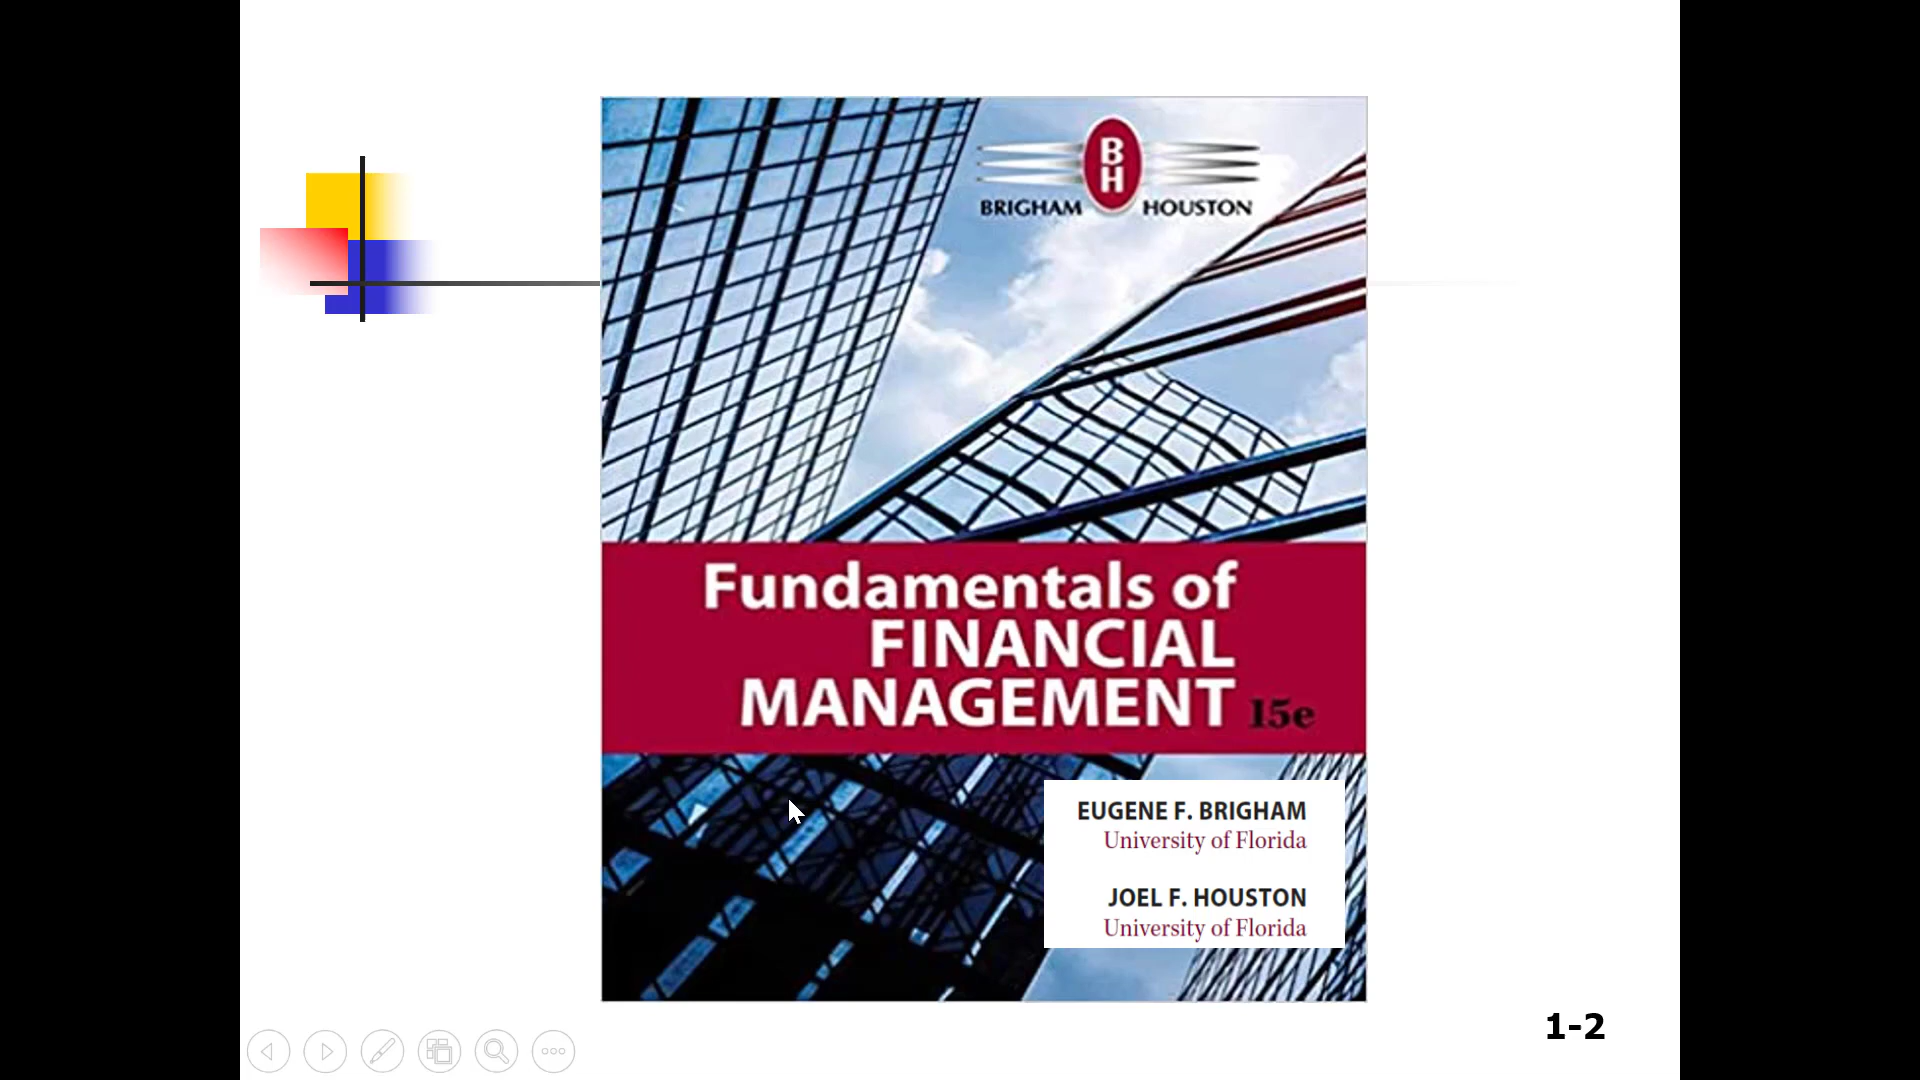 B
H
BRIGHAM HOUSTON
Fundamentals of
FINANCIAL
MANAGEMENT 15e
EUGENE F. BRIGHAM
University of Florida
JOEL F. HOUSTON
University of Florida
1-2